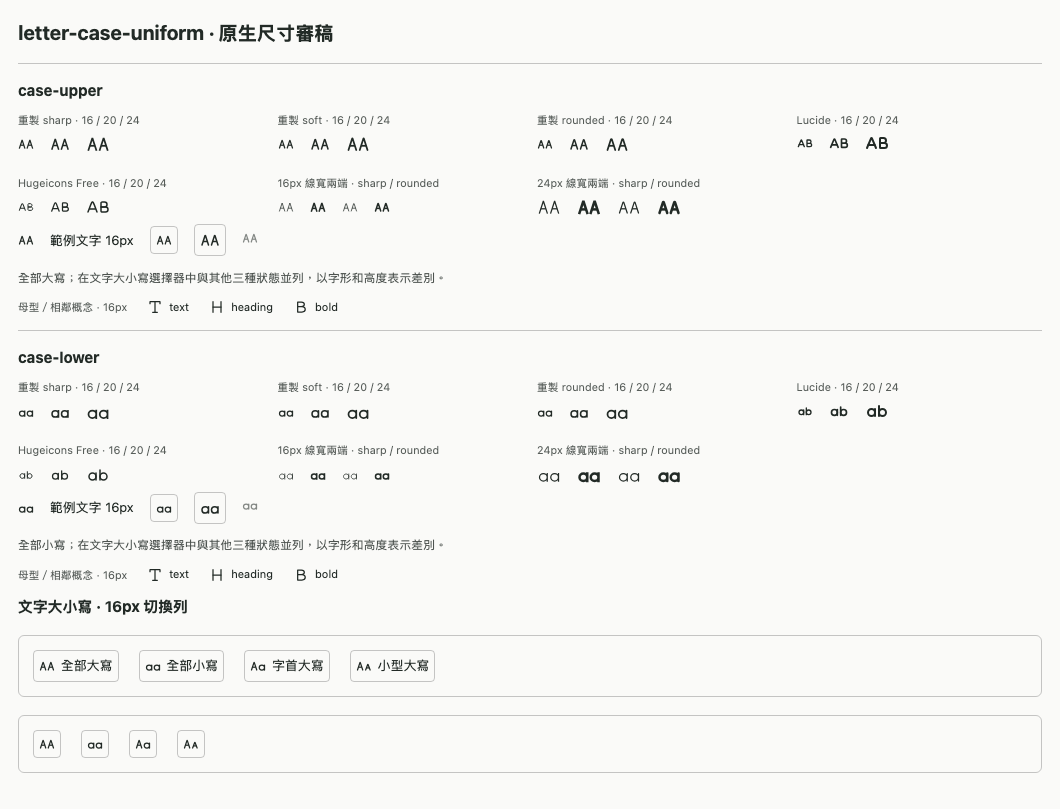 letter-case-uniform · 原生尺寸審稿
case-upper
重製 sharp · 16 / 20 / 24
AA AA AA
重製 soft · 16 / 20 / 24
AA AA AA
重製 rounded · 16 / 20 / 24
AA AA AA
Lucide · 16 / 20 / 24
AB AB AB
Hugeicons Free · 16 / 20 / 24
AB AB AB
16px 線寬兩端 · sharp / rounded
AA AA AA AA
24px 線寬兩端 · sharp / rounded
AA AA AA AA
AA 範例文字 16px AA AA AA
全部大寫；在文字大小寫選擇器中與其他三種狀態並列，以字形和高度表示差別。
母型 / 相鄰概念 · 16px T text H heading B bold
case-lower
重製 sharp · 16 / 20 / 24
aa aa aa
重製 soft · 16 / 20 / 24
aa aa aa
重製 rounded · 16 / 20 / 24
aa aa aa
Lucide · 16 / 20 / 24
ab ab ab
Hugeicons Free · 16 / 20 / 24
ab ab ab
16px 線寬兩端 · sharp / rounded
aa aa aa aa
24px 線寬兩端 · sharp / rounded
aa aa aa aa
aa 範例文字 16px aa aa aa
全部小寫；在文字大小寫選擇器中與其他三種狀態並列，以字形和高度表示差別。
母型 / 相鄰概念 · 16px T text H heading B bold
文字大小寫 · 16px 切換列
AA 全部大寫 aa 全部小寫 Aa 字首大寫 AA 小型大寫
AA aa Aa AA